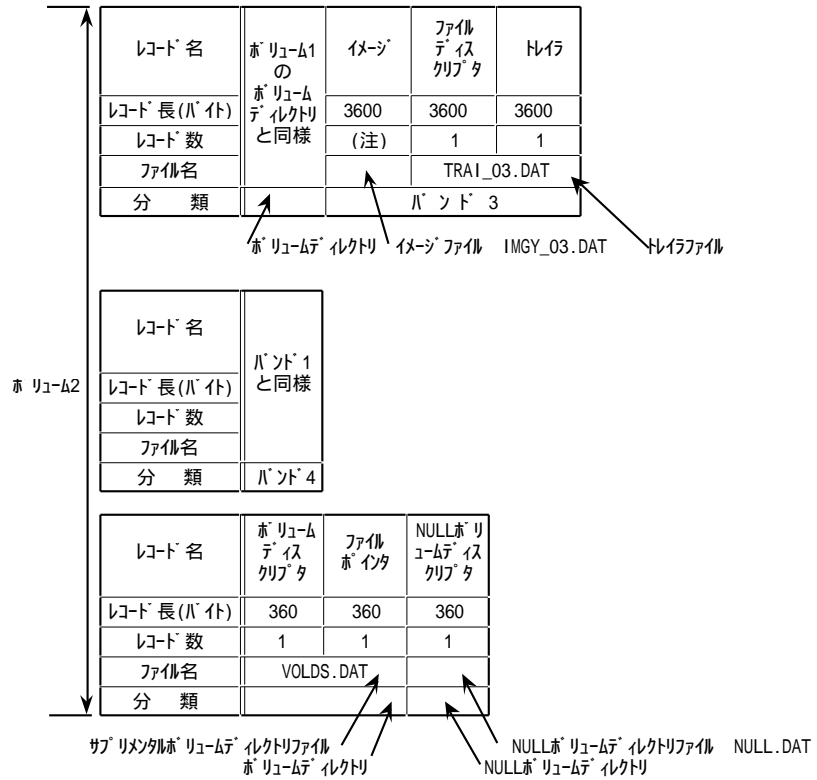 レコード名
ボリューム1
の
ボリューム
ディレクトリ
と同様
イメージ
ファイル
ディス
クリプタ
トレイラ
レコード長(バイト)
3600
3600
3600
レコード数
(注)
1
1
ファイル名
TRAI_03.DAT
分 類
バンド3
ボリュームディレクトリ
イメージファイル IMGY_03.DAT
トレイラファイル
ボリューム2
レコード名
バンド1
と同様
レコード長(バイト)
レコード数
ファイル名
分 類
バンド4
レコード名
ボリューム
ディス
クリプタ
ファイル
ポインタ
NULLボリ
ュームディス
クリプタ
レコード長(バイト)
360
360
360
レコード数
1
1
1
ファイル名
VOLDS.DAT
分 類
サプリメンタルボリュームディレクトリファイル
ボリュームディレクトリ
NULLボリュームディレクトリファイル NULL.DAT
NULLボリュームディレクトリ